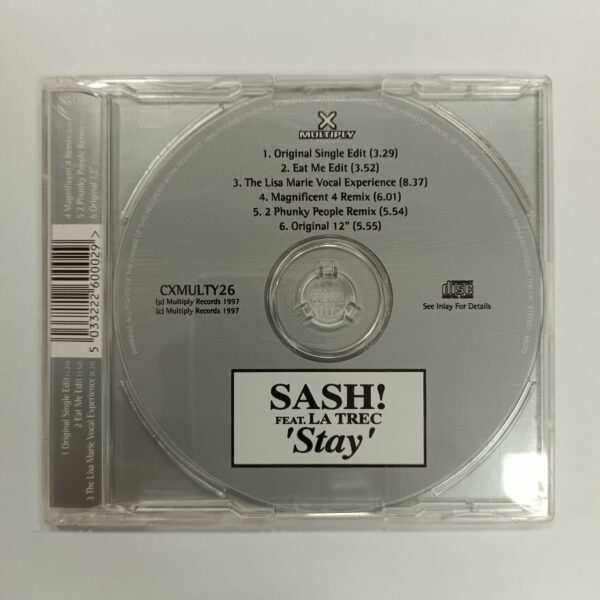 X
MULTIPLY
1. Original Single Edit (3.29)
2. Eat Me Edit (3.52)
3. The Lisa Marie Vocal Experience (8.37)
4. Magnificent 4 Remix (6.01)
5. 2 Phunky People Remix (5.54)
6. Original 12" (5.55)
CXMULTY26
(p) Multiply Records 1997
(c) Multiply Records 1997
disc
See Inlay For Details
SASH!
FEAT. LA TREC
'Stay'
4 Magnificent 4 Remix
5. 2 Phunky People Remix
6 Original 12"
5 033222 600029 >
1 Original Single Edit
2 Eat Me Edit
3 The Lisa Marie Vocal Experience